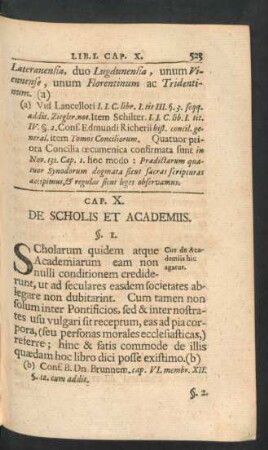 LIB. I. CAP. X. 525
Lateranensia, duo Lugdunensia, unum Vi-
ennense, unum Florentinum ac Tridenti-
num. (a)
(a) Vid. Lancellori I. I. C. libr. I. tit III. §. 3. seqq.
addit. Ziegler. not. Item Schilter. I. I. C. lib. I. tit.
IV. §. 2. Conf. Edmundi Richerii hist. concil. ge-
neral. item Tomos Conciliorum. Quatuor pri-
ora Concilia œcumenica confirmata sunt in
Nov. 131. Cap. 1. hoc modo: Prædictarum qua-
tuor Synodorum dogmata sicut sacras scripturas
accipimus, & regulas sicut leges observamus.
CAP. X.
DE SCHOLIS ET ACADEMIIS.
§. 1.
SCholarum quidem atque
Academiarum eam non
nulli conditionem credide-
runt, ut ad seculares easdem societates ab-
legare non dubitarint. Cum tamen non
solum inter Pontificios, sed & inter nostra-
tes usu vulgari sit receptum, eas ad pia cor-
pora, (seu personas morales ecclesiasticas,)
referre; hinc & satis commode de illis
quædam hoc libro dici posse existimo. (b)
Cur de Aca-
demiis hic
agatur.
(b) Conf. B. Dn. Brunnem. cap. VI. membr. XII.
§. 12. cum addit.
§. 2.